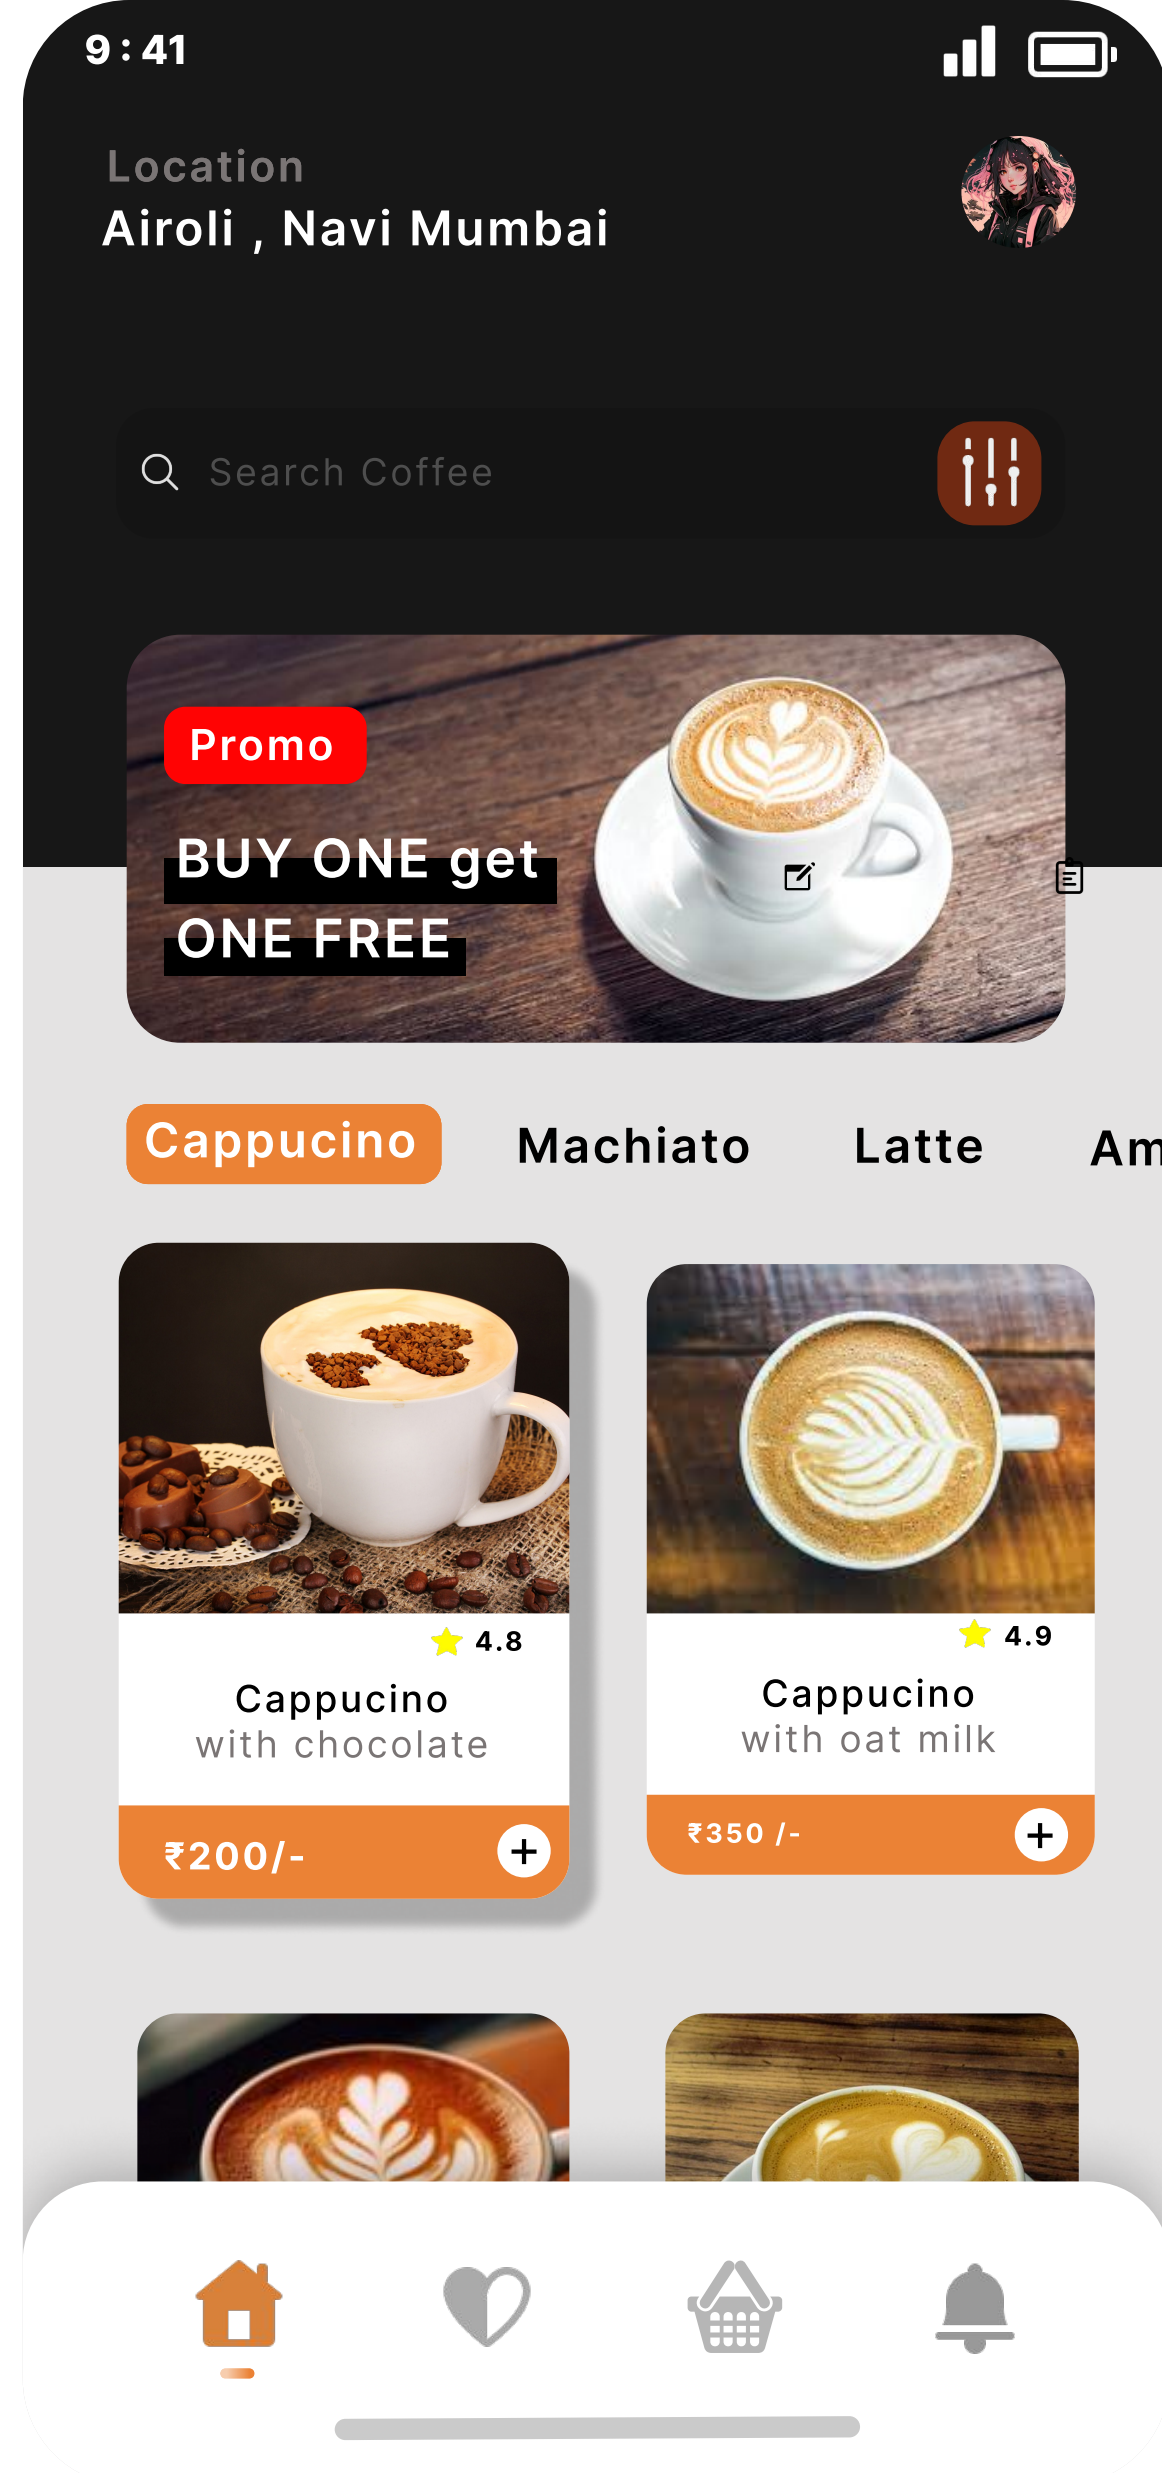 9 : 41
Location
Airoli , Navi Mumbai
Search Coffee
Promo
BUY ONE get
ONE FREE
Cappucino Machiato Latte Am
4.8
Cappucino
with chocolate
₹200/-
4.9
Cappucino
with oat milk
₹350 /-